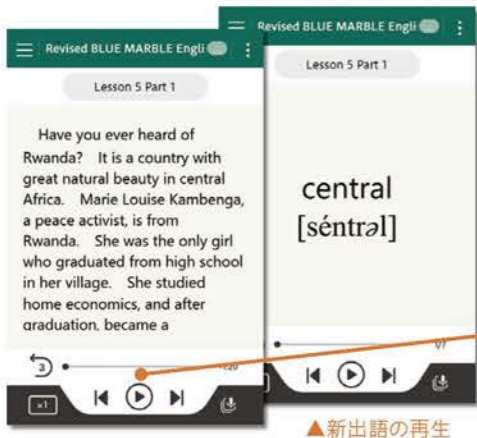 Revised BLUE MARBLE Engli
Lesson 5 Part 1
Have you ever heard of
Rwanda? It is a country with
great natural beauty in central
Africa. Marie Louise Kambenga,
a peace activist, is from
Rwanda. She was the only girl
who graduated from high school
in her village. She studied
home economics, and after
graduation, became a
3
x1
Revised BLUE MARBLE Engli
Lesson 5 Part 1
central
[séntrəl]
▲新出語の再生